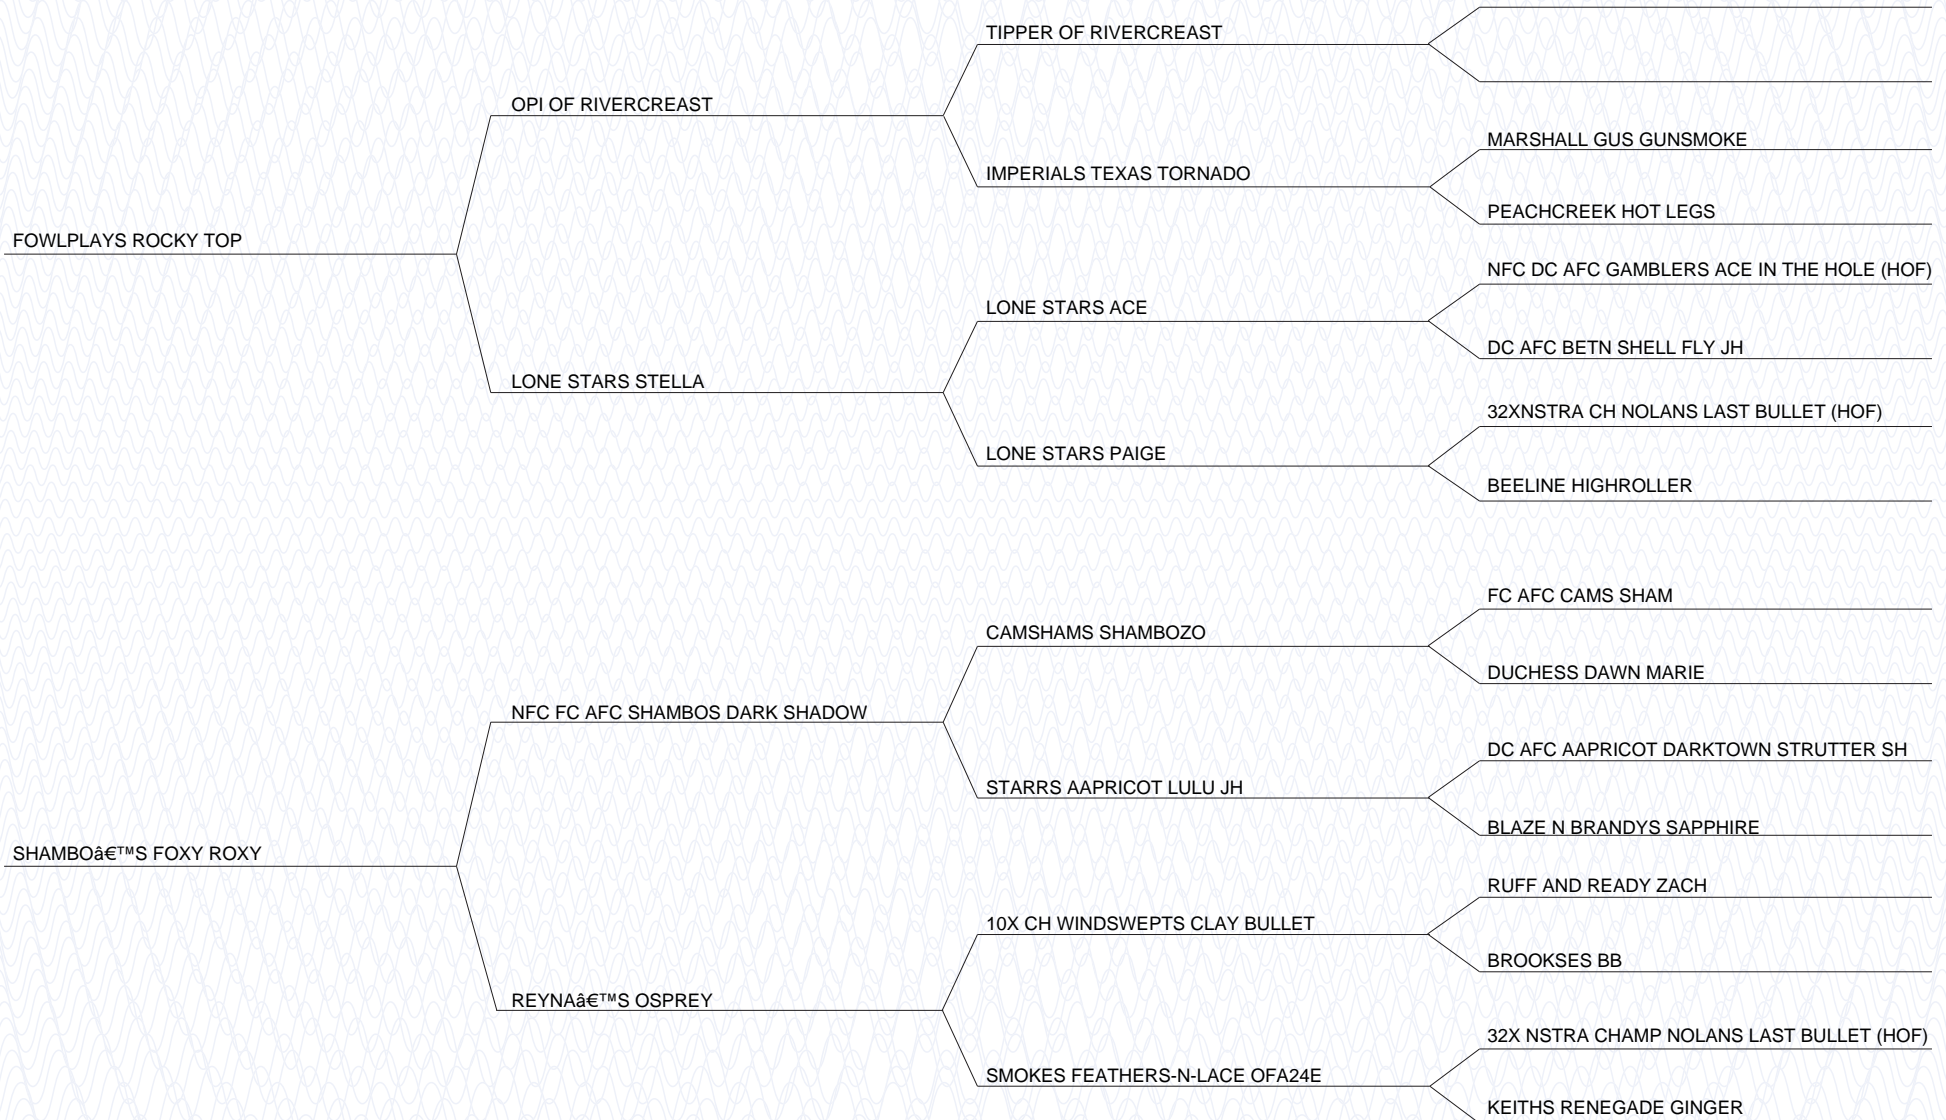 TIPPER OF RIVERCREAST
OPI OF RIVERCREAST
MARSHALL GUS GUNSMOKE
IMPERIALS TEXAS TORNADO
PEACHCREEK HOT LEGS
FOWLPLAYS ROCKY TOP
NFC DC AFC GAMBLERS ACE IN THE HOLE (HOF)
LONE STARS ACE
DC AFC BETN SHELL FLY JH
LONE STARS STELLA
32XNSTRA CH NOLANS LAST BULLET (HOF)
LONE STARS PAIGE
BEELINE HIGHROLLER
FC AFC CAMS SHAM
CAMSHAMS SHAMBOZO
DUCHESS DAWN MARIE
NFC FC AFC SHAMBOS DARK SHADOW
DC AFC AAPRICOT DARKTOWN STRUTTER SH
STARRS AAPRICOT LULU JH
BLAZE N BRANDYS SAPPHIRE
SHAMBOâ€™S FOXY ROXY
RUFF AND READY ZACH
10X CH WINDSWEPTS CLAY BULLET
BROOKSES BB
REYNAâ€™S OSPREY
32X NSTRA CHAMP NOLANS LAST BULLET (HOF)
SMOKES FEATHERS-N-LACE OFA24E
KEITHS RENEGADE GINGER